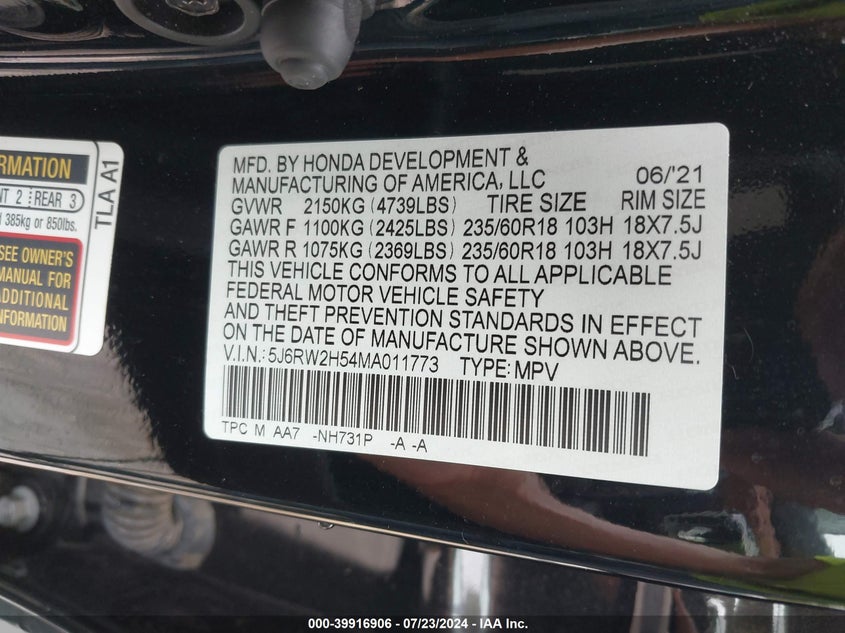 RMATION
NT 2 REAR 3
385kg or 850lbs.
SEE OWNER'S
MANUAL FOR
ADDITIONAL
INFORMATION
TLA A1
MFD. BY HONDA DEVELOPMENT &
MANUFACTURING OF AMERICA, LLC 06/'21
GVWR 2150KG (4739LBS) TIRE SIZE RIM SIZE
GAWR F 1100KG (2425LBS) 235/60R18 103H 18X7.5J
GAWR R 1075KG (2369LBS) 235/60R18 103H 18X7.5J
THIS VEHICLE CONFORMS TO ALL APPLICABLE
FEDERAL MOTOR VEHICLE SAFETY
AND THEFT PREVENTION STANDARDS IN EFFECT
ON THE DATE OF MANUFACTURE SHOWN ABOVE.
V.I.N.: 5J6RW2H54MA011773 TYPE: MPV
TPC M AA7 -NH731P -A -A
000-39916906 / 07/23/2024 - IAA Inc.